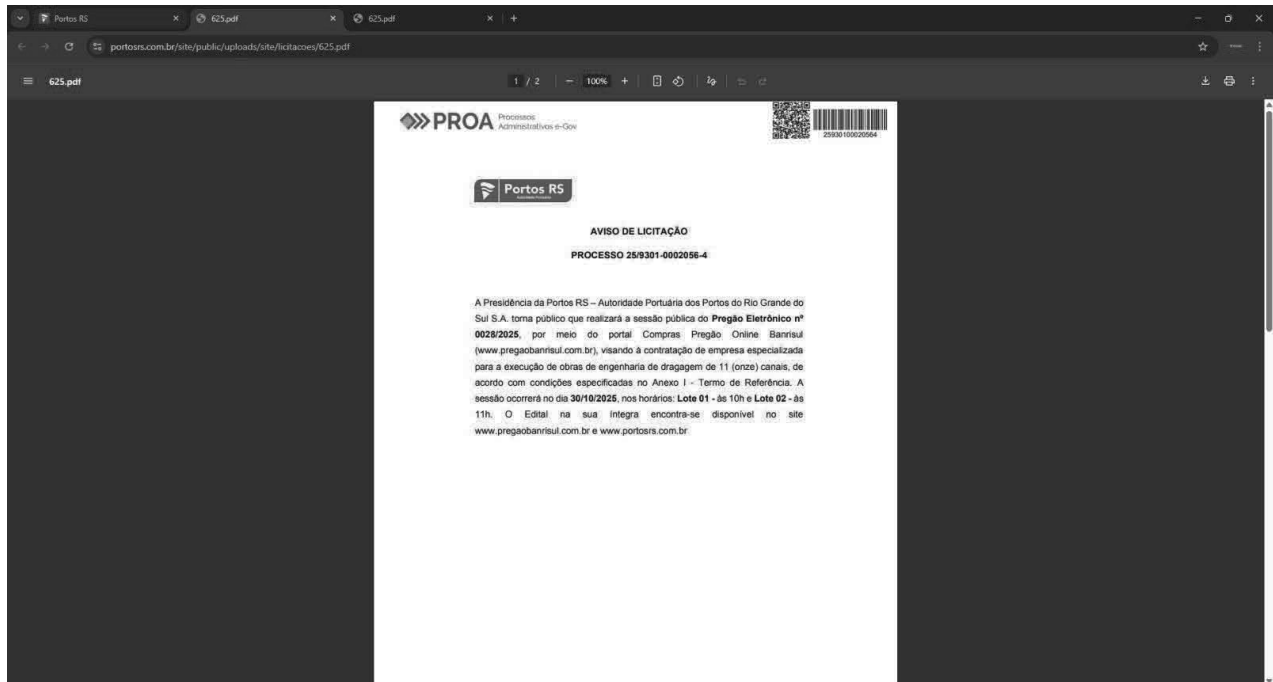 Portos RS
625.pdf
625.pdf
portosrs.com.br/site/public/uploads/site/licitacoes/625.pdf
625.pdf
1 / 2
100%
PROA Processos
Administrativos e-Gov
25930100020564
Portos RS
AVISO DE LICITAÇÃO
PROCESSO 25/9301-0002056-4
A Presidência da Portos RS – Autoridade Portuária dos Portos do Rio Grande do
Sul S.A. torna público que realizará a sessão pública do Pregão Eletrônico nº
0028/2025, por meio do portal Compras Pregão Online Banrisul
(www.pregaobanrisul.com.br), visando à contratação de empresa especializada
para a execução de obras de engenharia de dragagem de 11 (onze) canais, de
acordo com condições especificadas no Anexo I - Termo de Referência. A
sessão ocorrerá no dia 30/10/2025, nos horários: Lote 01 - às 10h e Lote 02 - às
11h. O Edital na sua íntegra encontra-se disponível no site
www.pregaobanrisul.com.br e www.portosrs.com.br